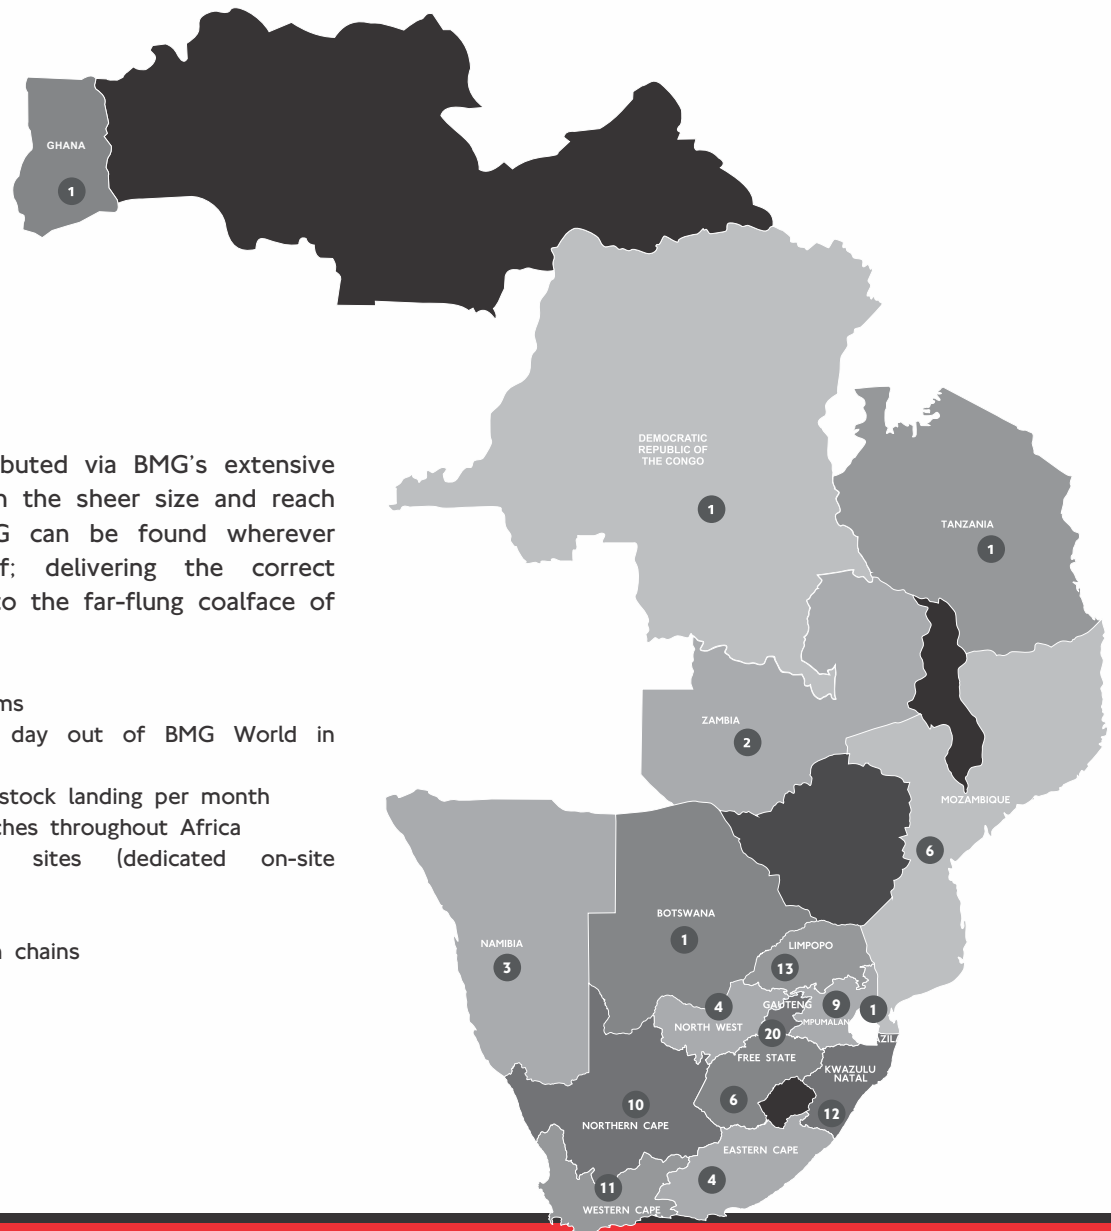 GHANA
1
DEMOCRATIC
REPUBLIC OF
THE CONGO
1
TANZANIA
1
buted via BMG's extensive
the sheer size and reach
G can be found wherever
f; delivering the correct
to the far-flung coalface of
ms
day out of BMG World in
stock landing per month
ches throughout Africa
sites (dedicated on-site
chains
ZAMBIA
2
MOZAMBIQUE
6
BOTSWANA
1
NAMIBIA
3
LIMPOPO
13
4
NORTH WEST
GAUTENG
20
9
MPUMALAN
1
AZIL
FREE STATE
6
KWAZULU
NATAL
12
10
NORTHERN CAPE
EASTERN CAPE
4
11
WESTERN CAPE